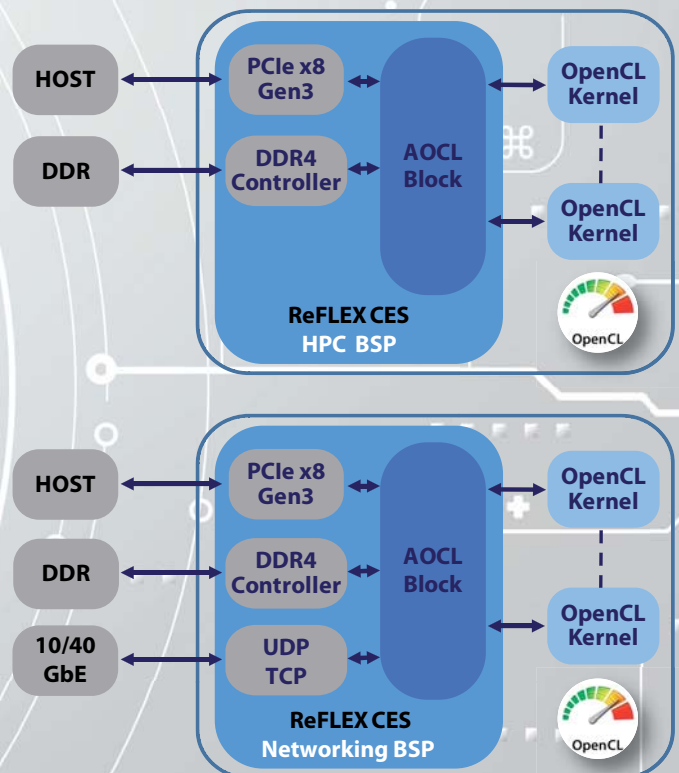 HOST
PCIe x8
Gen3
DDR
DDR4
Controller
AOCL
Block
OpenCL
Kernel
OpenCL
Kernel
ReFLEX CES
HPC BSP
OpenCL
HOST
PCIe x8
Gen3
DDR
DDR4
Controller
10/40
GbE
UDP
TCP
AOCL
Block
OpenCL
Kernel
OpenCL
Kernel
ReFLEX CES
Networking BSP
OpenCL